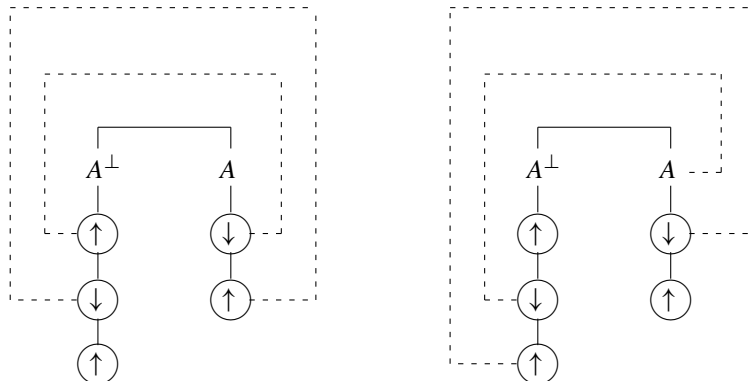 A⊥ A A⊥ A
↑ ↓ ↑ ↓
↓ ↑ ↓ ↑
↑ ↑